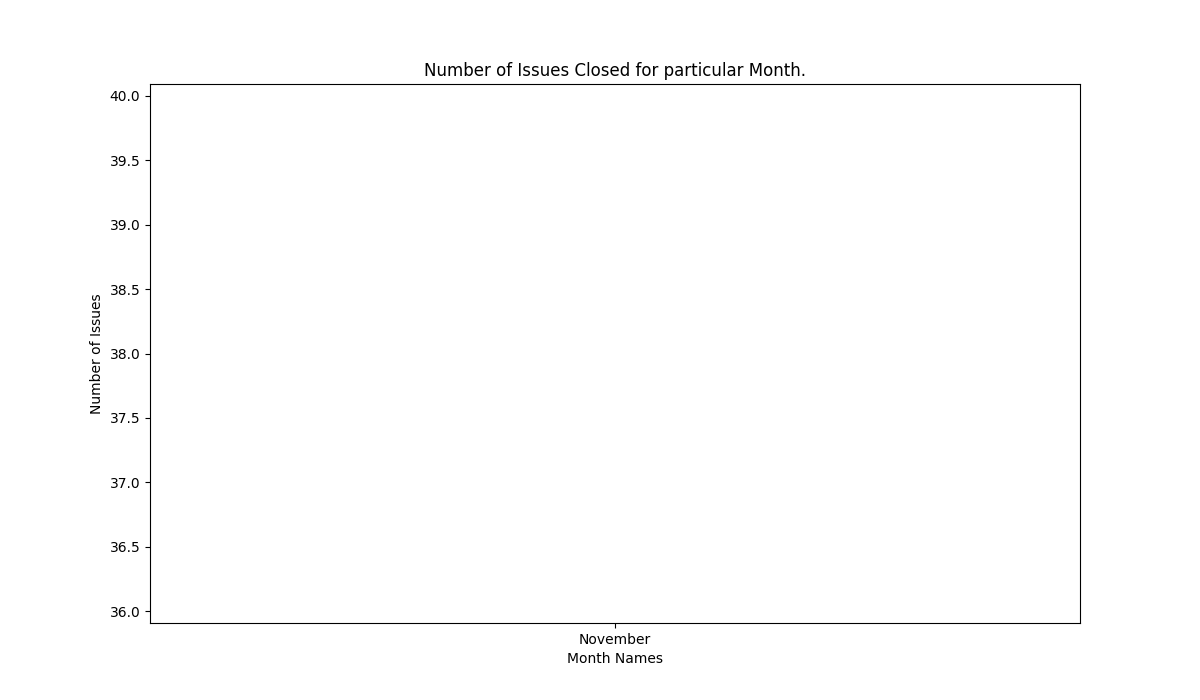 Number of Issues Closed for particular Month.
40.0
39.5
39.0
38.5
38.0
37.5
37.0
36.5
36.0
Number of Issues
November
Month Names